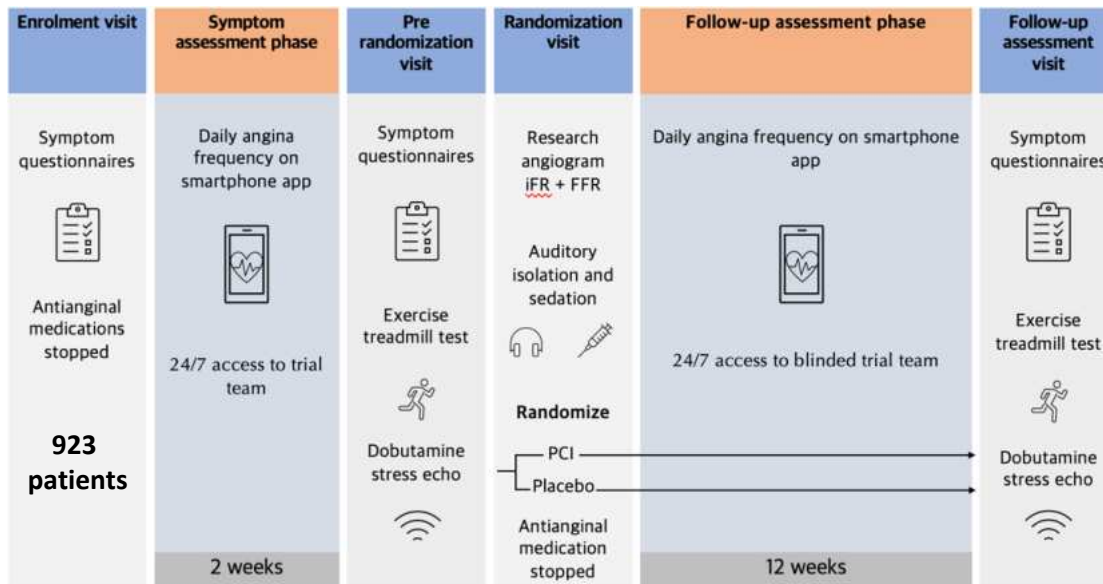 Enrolment visit
Symptom
questionnaires
Antianginal
medications
stopped
923
patients
Symptom
assessment phase
Daily angina
frequency on
smartphone app
24/7 access to trial
team
2 weeks
Pre
randomization
visit
Symptom
questionnaires
Exercise
treadmill test
Dobutamine
stress echo
Randomization
visit
Research
angiogram
iFR + FFR
Auditory
isolation and
sedation
Randomize
PCI
Placebo
Antianginal
medication
stopped
Follow-up assessment phase
Daily angina frequency on smartphone
app
24/7 access to blinded trial team
12 weeks
Follow-up
assessment
visit
Symptom
questionnaires
Exercise
treadmill test
Dobutamine
stress echo